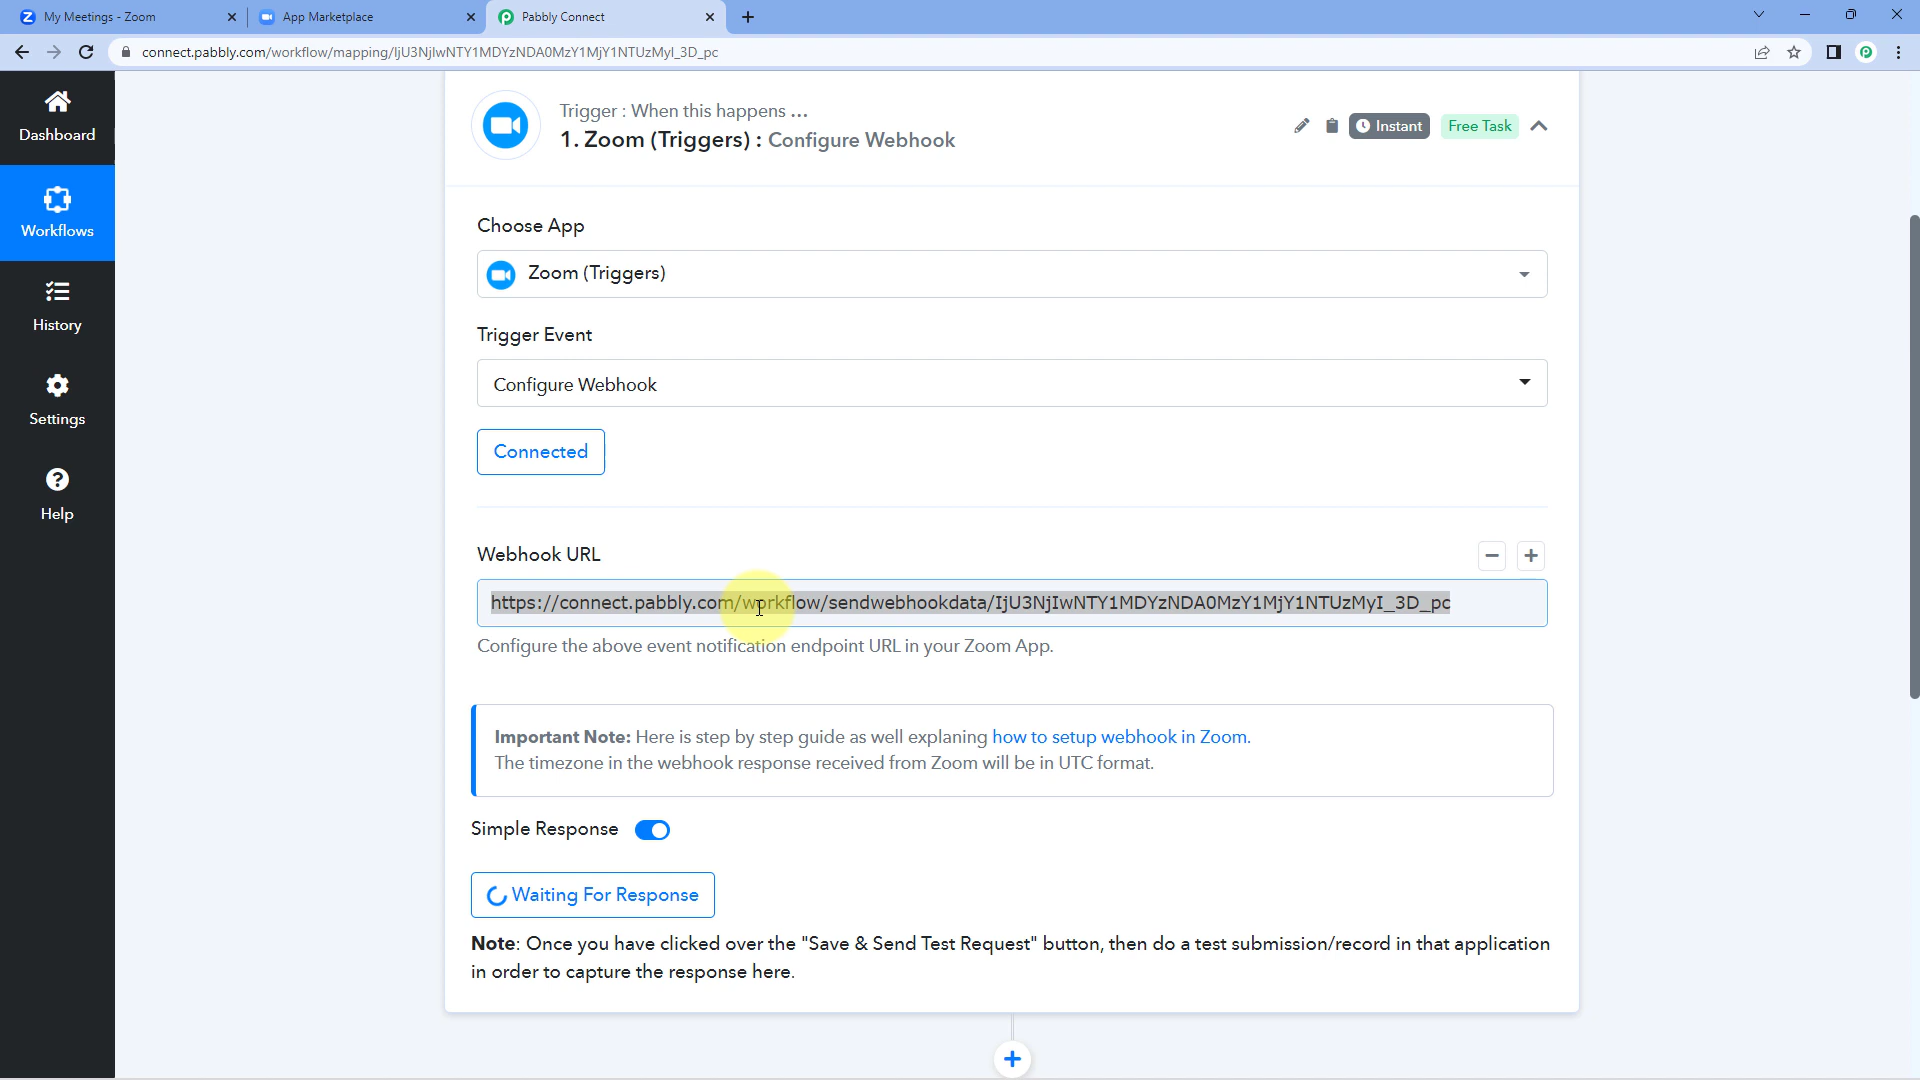 My Meetings - Zoom
App Marketplace
Pabbly Connect
connect.pabbly.com/workflow/mapping/IjU3NjIwNTY1MDYzNDA0MzY1MjY1NTUzMyI_3D_pc
Dashboard
Workflows
History
Settings
Help
Trigger : When this happens ...
1. Zoom (Triggers) : Configure Webhook
Instant
Free Task
Choose App
Zoom (Triggers)
Trigger Event
Configure Webhook
Connected
Webhook URL
https://connect.pabbly.com/workflow/sendwebhookdata/IjU3NjIwNTY1MDYzNDA0MzY1MjY1NTUzMyI_3D_pc
Configure the above event notification endpoint URL in your Zoom App.
Important Note: Here is step by step guide as well explaning how to setup webhook in Zoom.
The timezone in the webhook response received from Zoom will be in UTC format.
Simple Response
Waiting For Response
Note: Once you have clicked over the "Save & Send Test Request" button, then do a test submission/record in that application
in order to capture the response here.